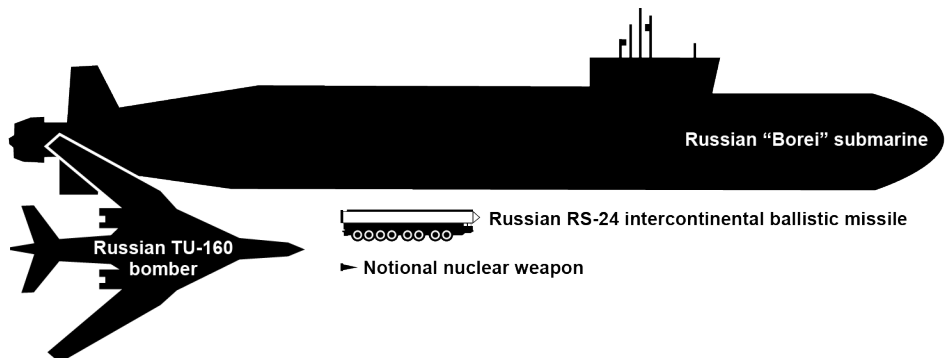 Russian “Borei” submarine
Russian RS-24 intercontinental ballistic missile
Russian TU-160
bomber
Notional nuclear weapon